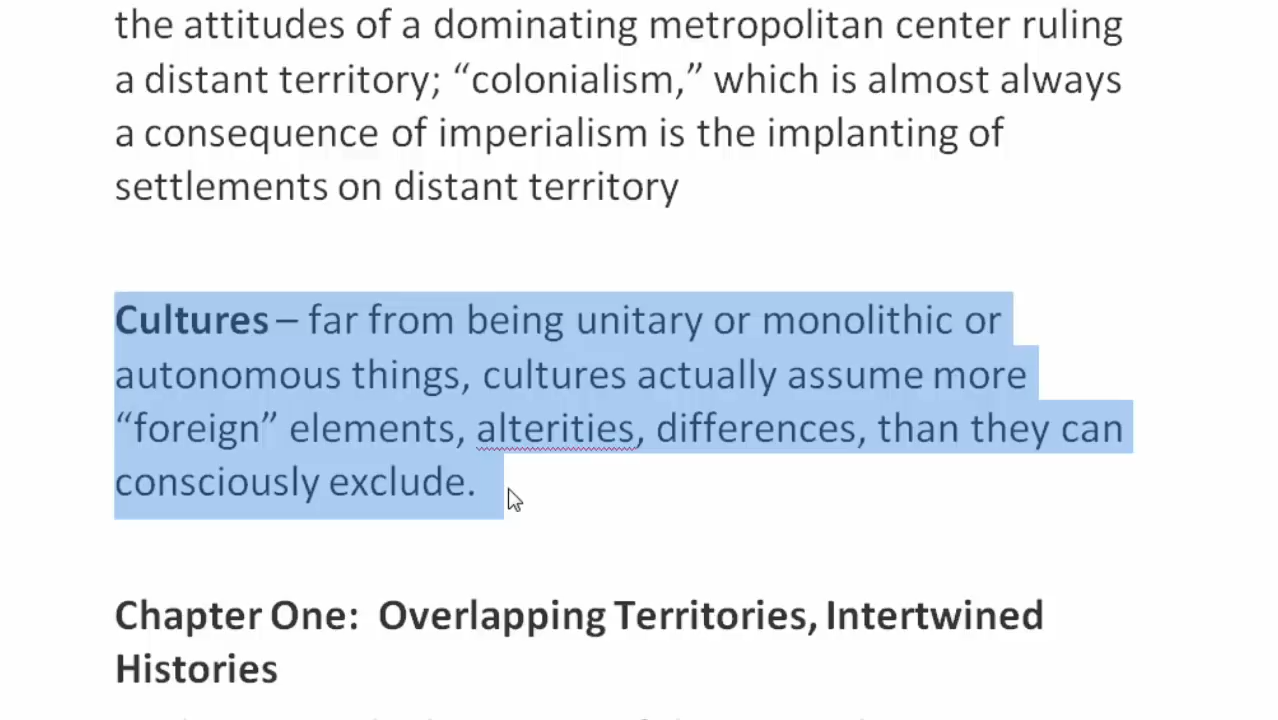 the attitudes of a dominating metropolitan center ruling
a distant territory; “colonialism,” which is almost always
a consequence of imperialism is the implanting of
settlements on distant territory
Cultures – far from being unitary or monolithic or
autonomous things, cultures actually assume more
“foreign” elements, alterities, differences, than they can
consciously exclude.
Chapter One:  Overlapping Territories, Intertwined
Histories